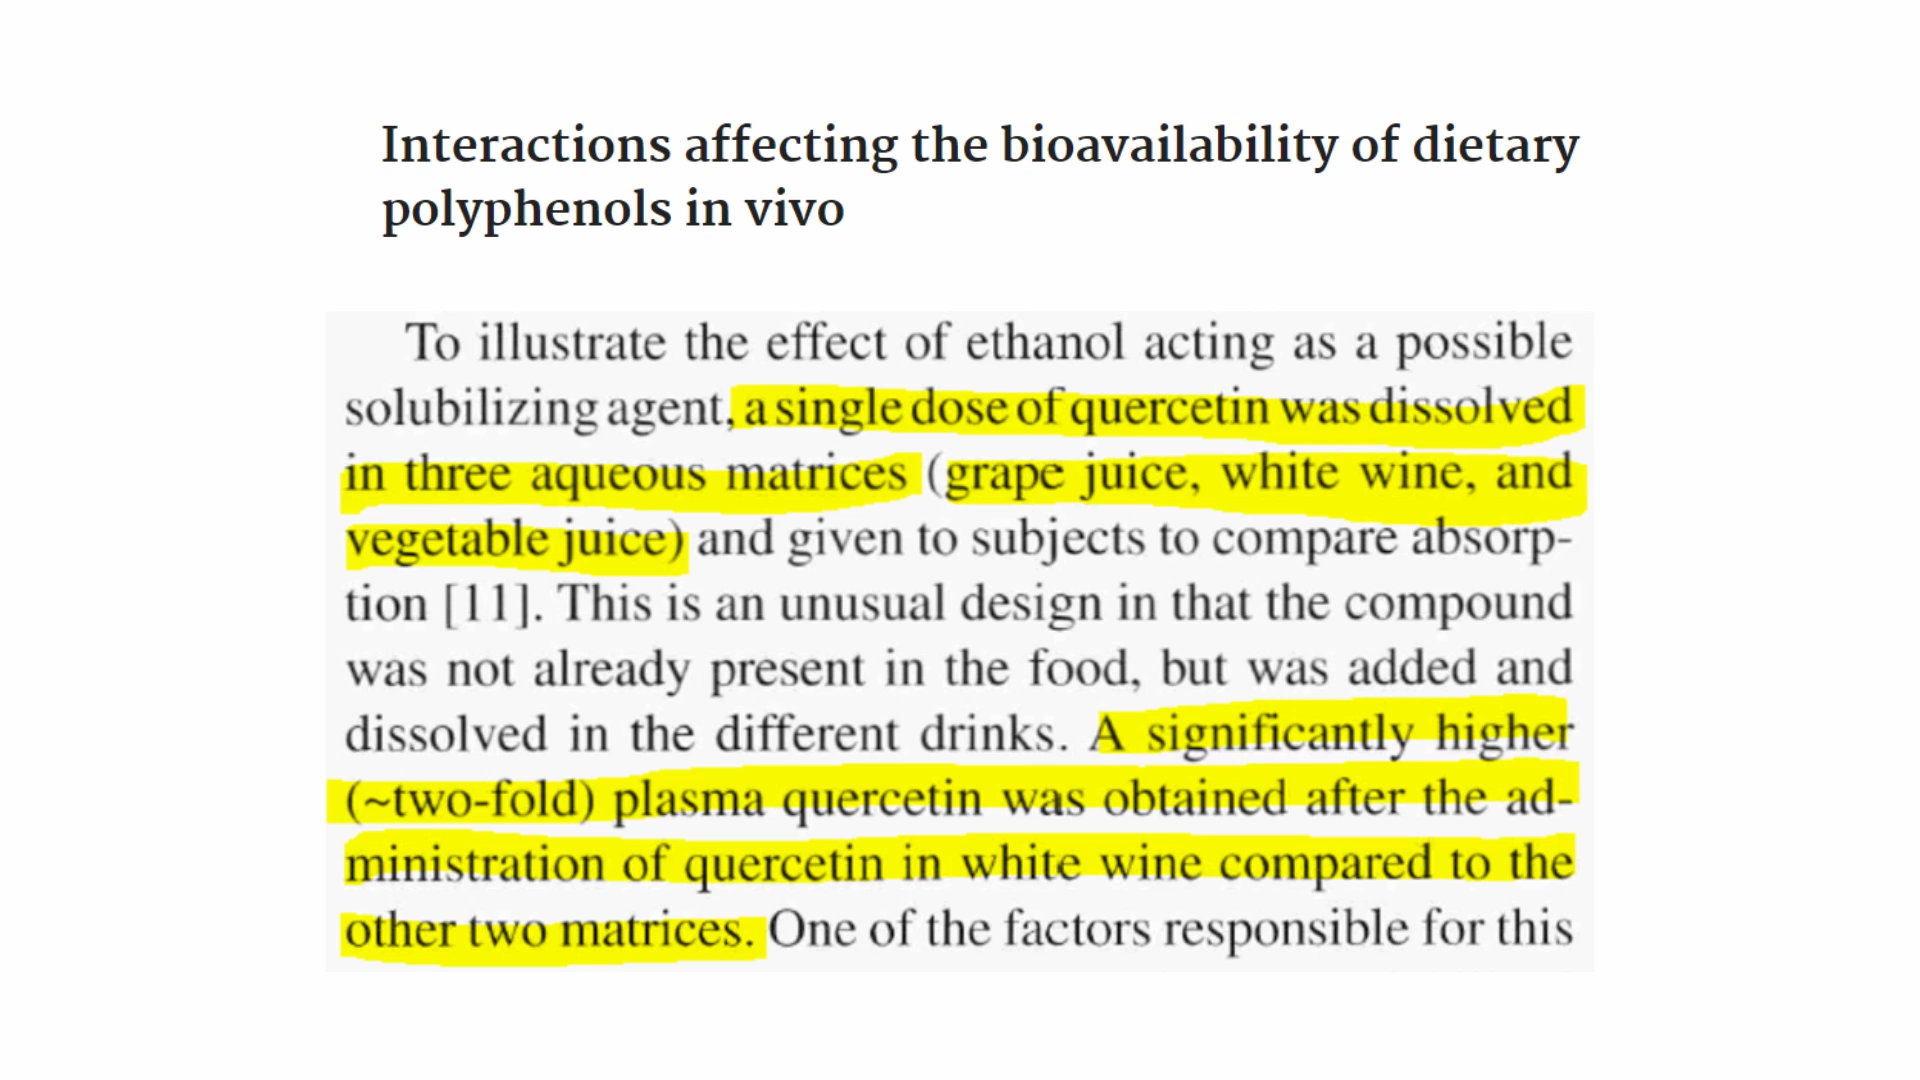 Interactions affecting the bioavailability of dietary
polyphenols in vivo
To illustrate the effect of ethanol acting as a possible
solubilizing agent, a single dose of quercetin was dissolved
in three aqueous matrices (grape juice, white wine, and
vegetable juice) and given to subjects to compare absorp-
tion [11]. This is an unusual design in that the compound
was not already present in the food, but was added and
dissolved in the different drinks. A significantly higher
(~two-fold) plasma quercetin was obtained after the ad-
ministration of quercetin in white wine compared to the
other two matrices. One of the factors responsible for this